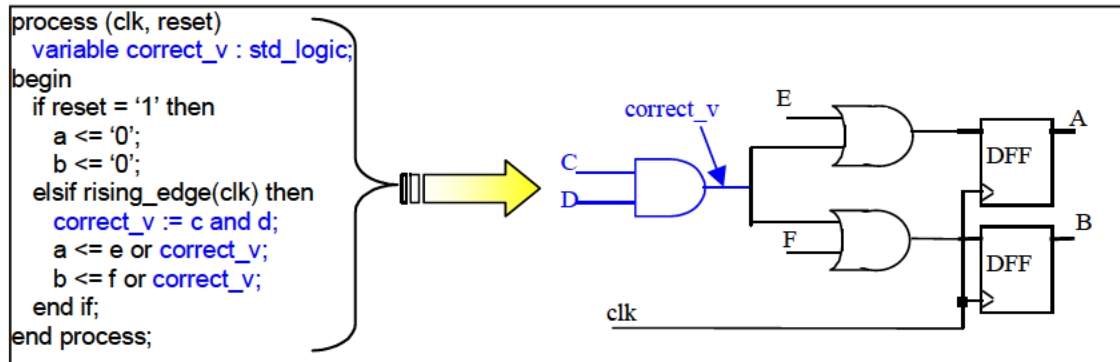 process (clk, reset)
variable correct_v : std_logic;
begin
if reset = ‘1’ then
a <= ‘0’;
b <= ‘0’;
elsif rising_edge(clk) then
correct_v := c and d;
a <= e or correct_v;
b <= f or correct_v;
end if;
end process;
correct_v
C
D
E
F
DFF
A
DFF
B
clk